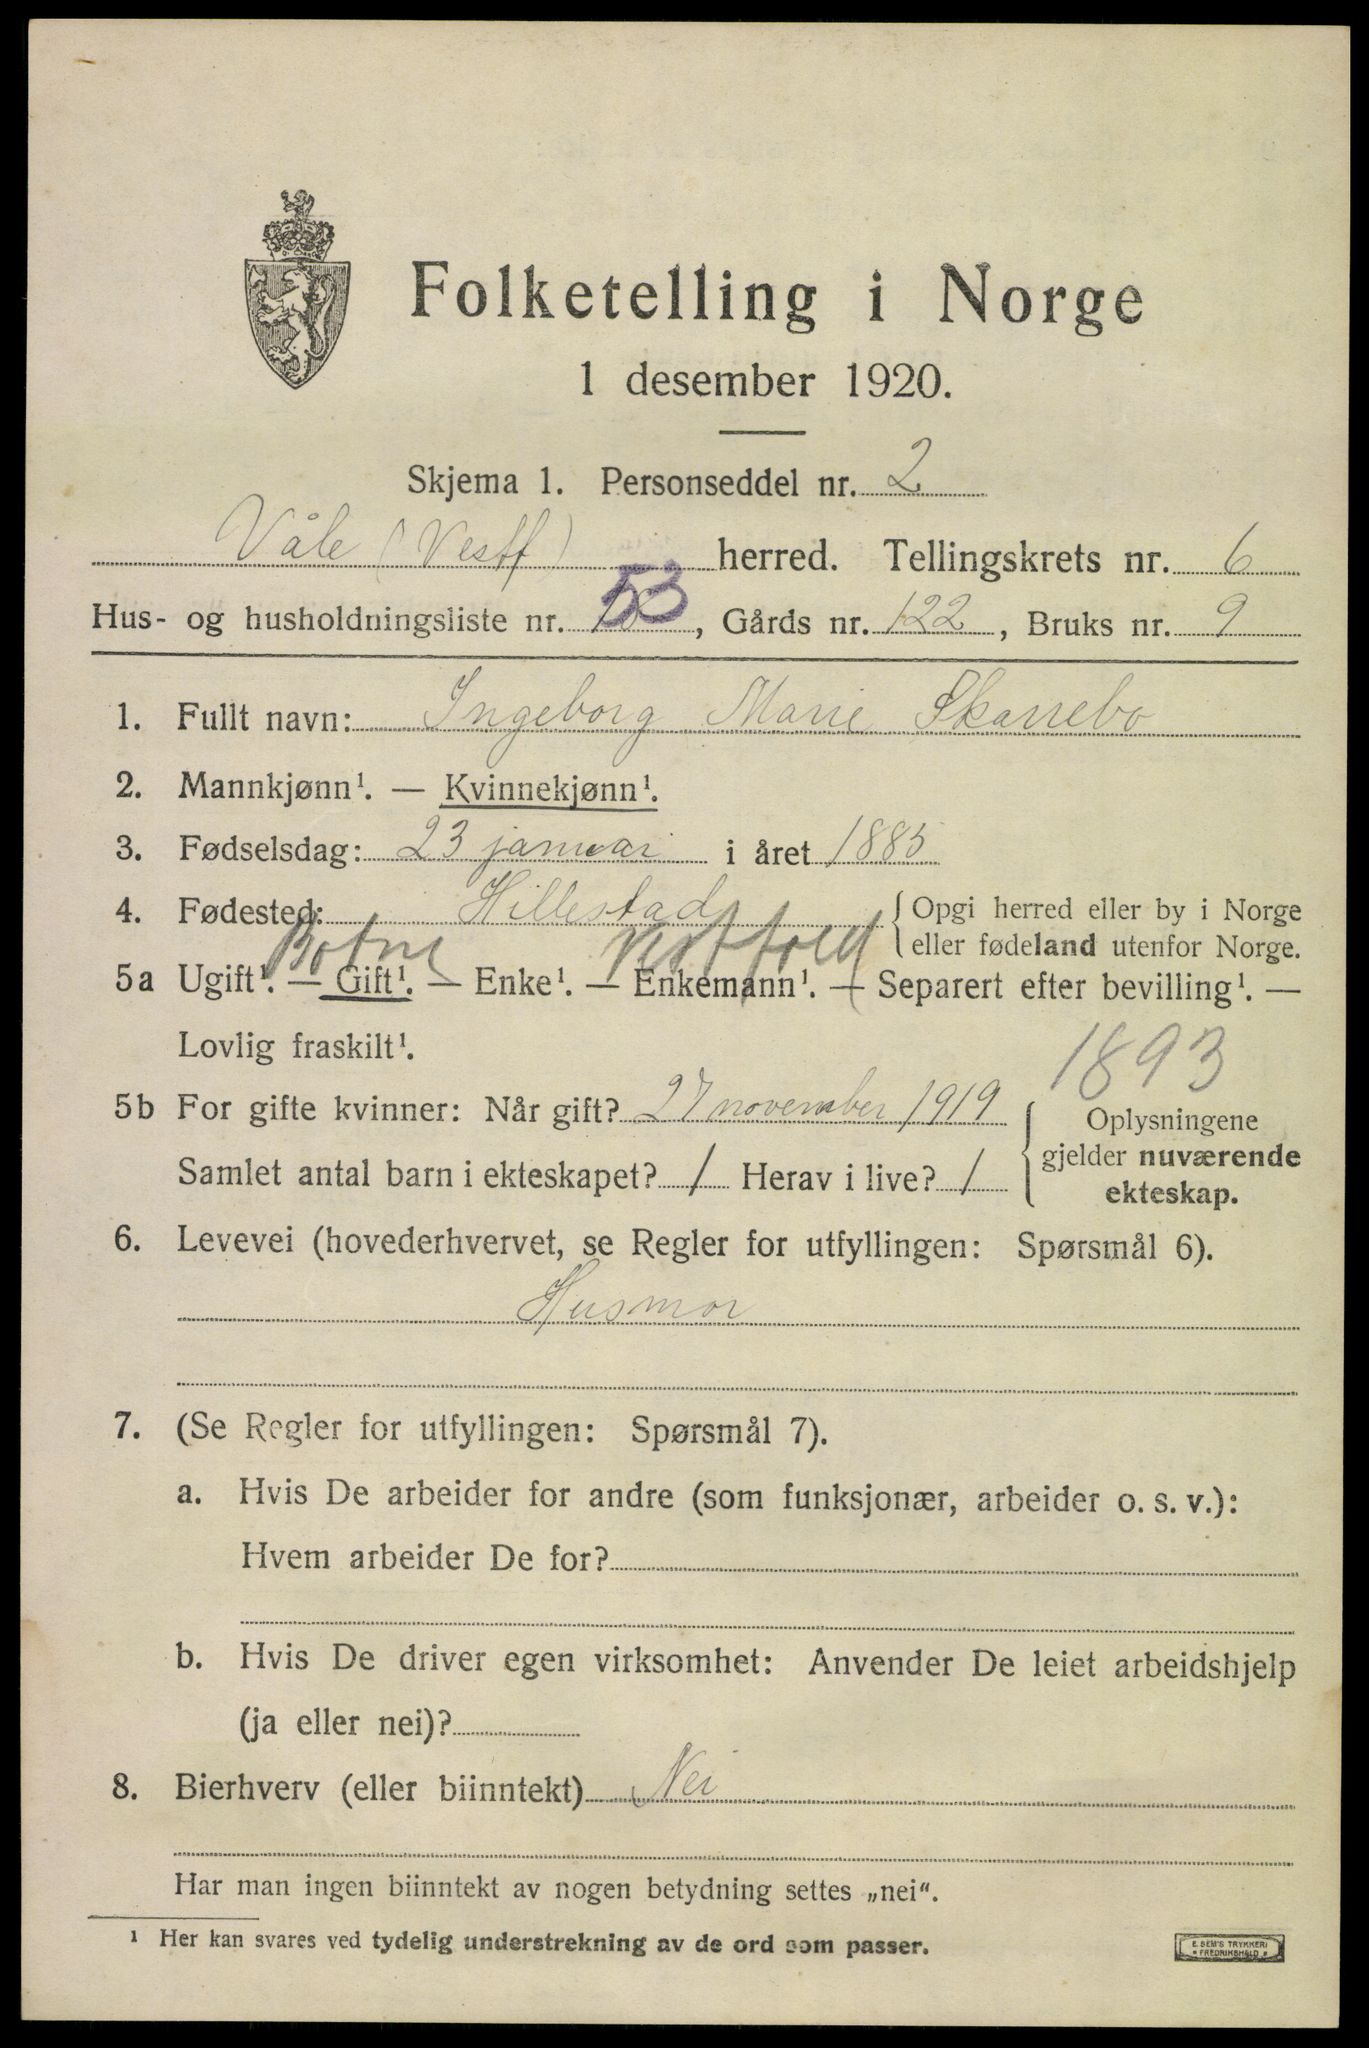 Folketelling i Norge
1 desember 1920.
Skjema 1. Personseddel nr. 2
Våle (Vestf) herred. Tellingskrets nr. 6
Hus- og husholdningsliste nr. 53, Gårds nr. 122, Bruks nr. 9
1. Fullt navn: Ingeborg Marie Skarrebo
2. Mannkjønn¹. — Kvinnekjønn¹.
3. Fødselsdag: 23 januar i året 1885
4. Fødested: Hillestad { Opgi herred eller by i Norge
eller fødeland utenfor Norge.
Botne Vestfold
5a Ugift¹. — Gift¹. — Enke¹. — Enkemann¹. — Separert efter bevilling¹. —
Lovlig fraskilt¹.
1893
5b For gifte kvinner: Når gift? 27 november 1919
Samlet antal barn i ekteskapet? 1 Herav i live? 1
Oplysningene
gjelder nuværende
ekteskap.
6. Levevei (hovederhvervet, se Regler for utfyllingen: Spørsmål 6).
Husmor
7. (Se Regler for utfyllingen: Spørsmål 7).
a. Hvis De arbeider for andre (som funksjonær, arbeider o. s. v.):
Hvem arbeider De for?
b. Hvis De driver egen virksomhet: Anvender De leiet arbeidshjelp
(ja eller nei)?
8. Bierhverv (eller biinntekt) Nei
Har man ingen biinntekt av nogen betydning settes „nei“.
¹ Her kan svares ved tydelig understrekning av de ord som passer.
E. SEM'S TRYKKERI
FREDRIKSHALD